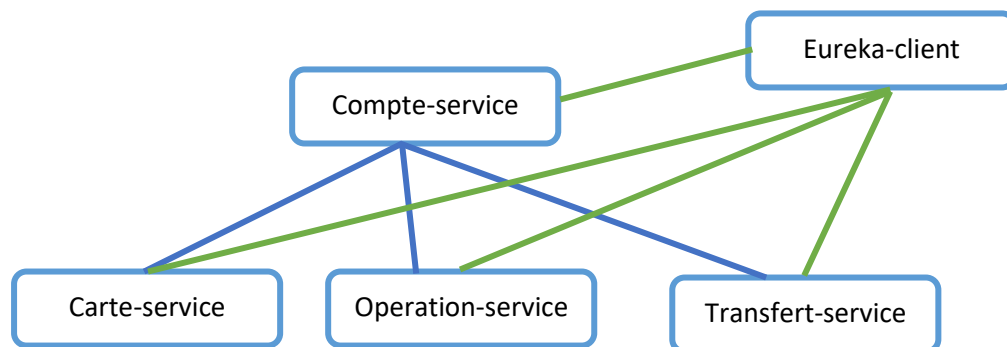 Eureka-client
Compte-service
Carte-service
Operation-service
Transfert-service